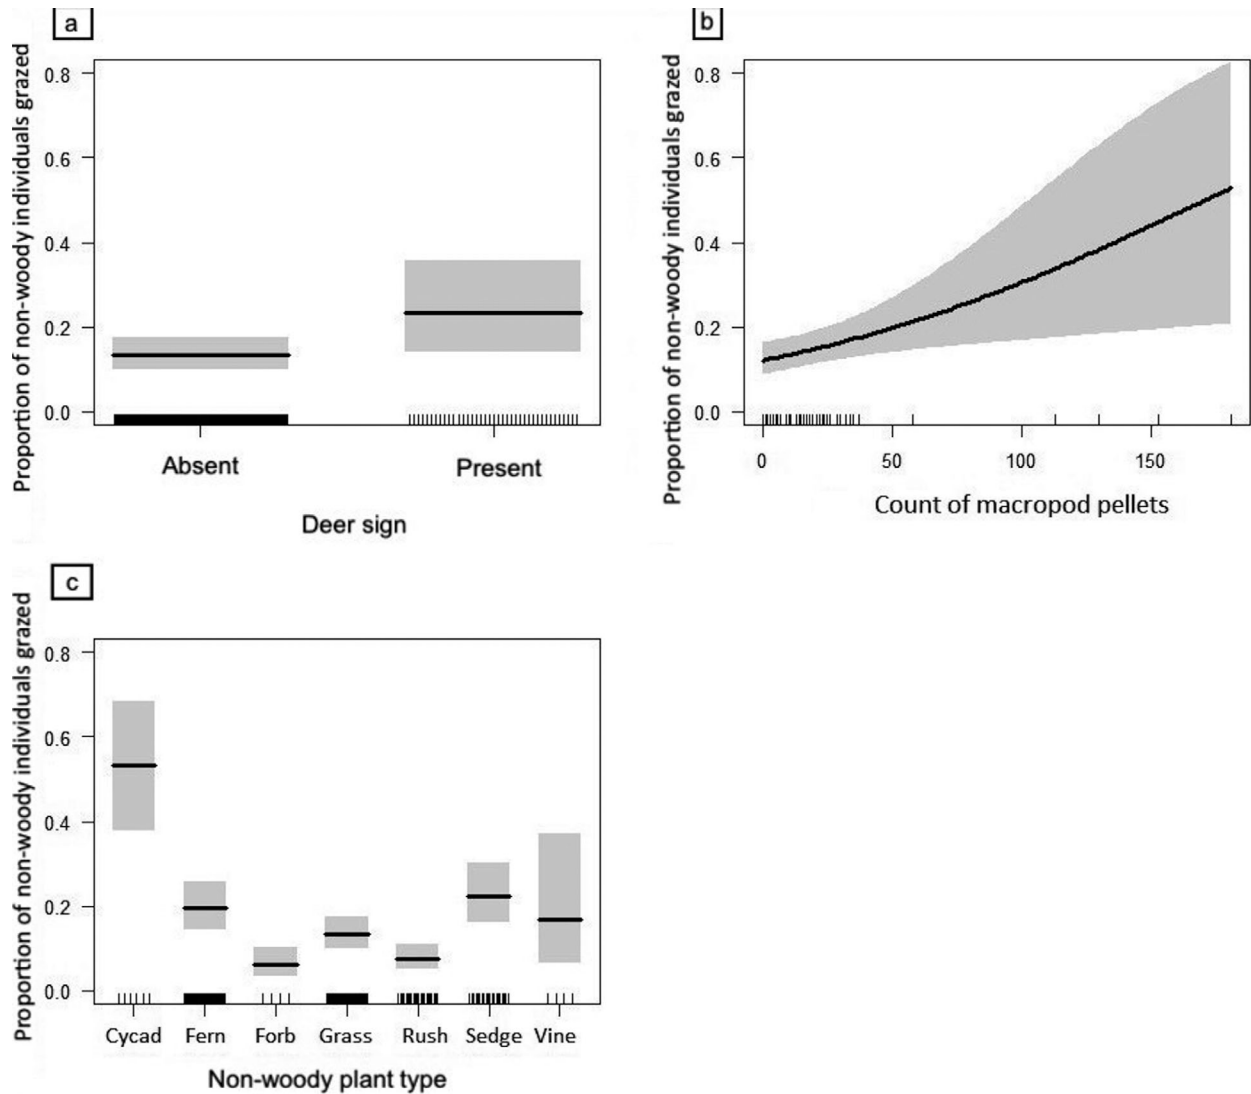 a
Proportion of non-woody individuals grazed
0.8
0.6
0.4
0.2
0.0
Absent Present
Deer sign
b
Proportion of non-woody individuals grazed
0.8
0.6
0.4
0.2
0.0
0 50 100 150
Count of macropod pellets
c
Proportion of non-woody individuals grazed
0.8
0.6
0.4
0.2
0.0
Cycad Fern Forb Grass Rush Sedge Vine
Non-woody plant type